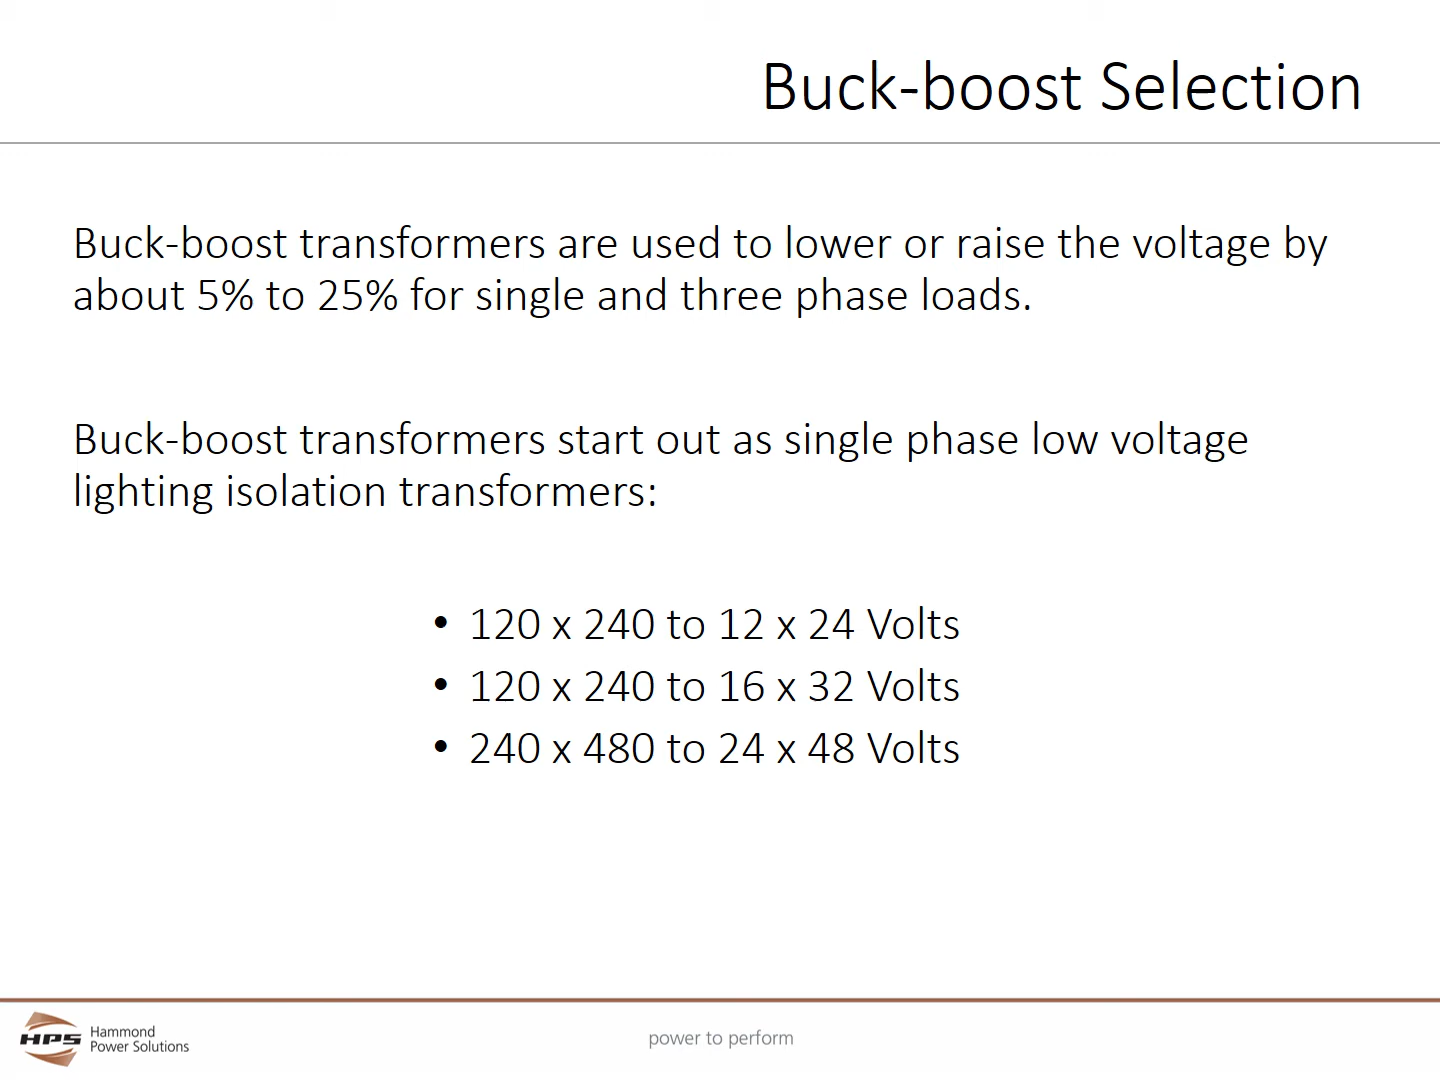 Buck-boost Selection
Buck-boost transformers are used to lower or raise the voltage by
about 5% to 25% for single and three phase loads.
Buck-boost transformers start out as single phase low voltage
lighting isolation transformers:
• 120 x 240 to 12 x 24 Volts
• 120 x 240 to 16 x 32 Volts
• 240 x 480 to 24 x 48 Volts
HPS
Hammond
Power Solutions
power to perform